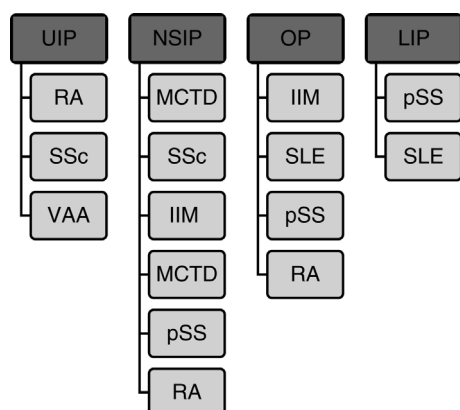 UIP
RA
SSc
VAA
NSIP
MCTD
SSc
IIM
MCTD
pSS
RA
OP
IIM
SLE
pSS
RA
LIP
pSS
SLE